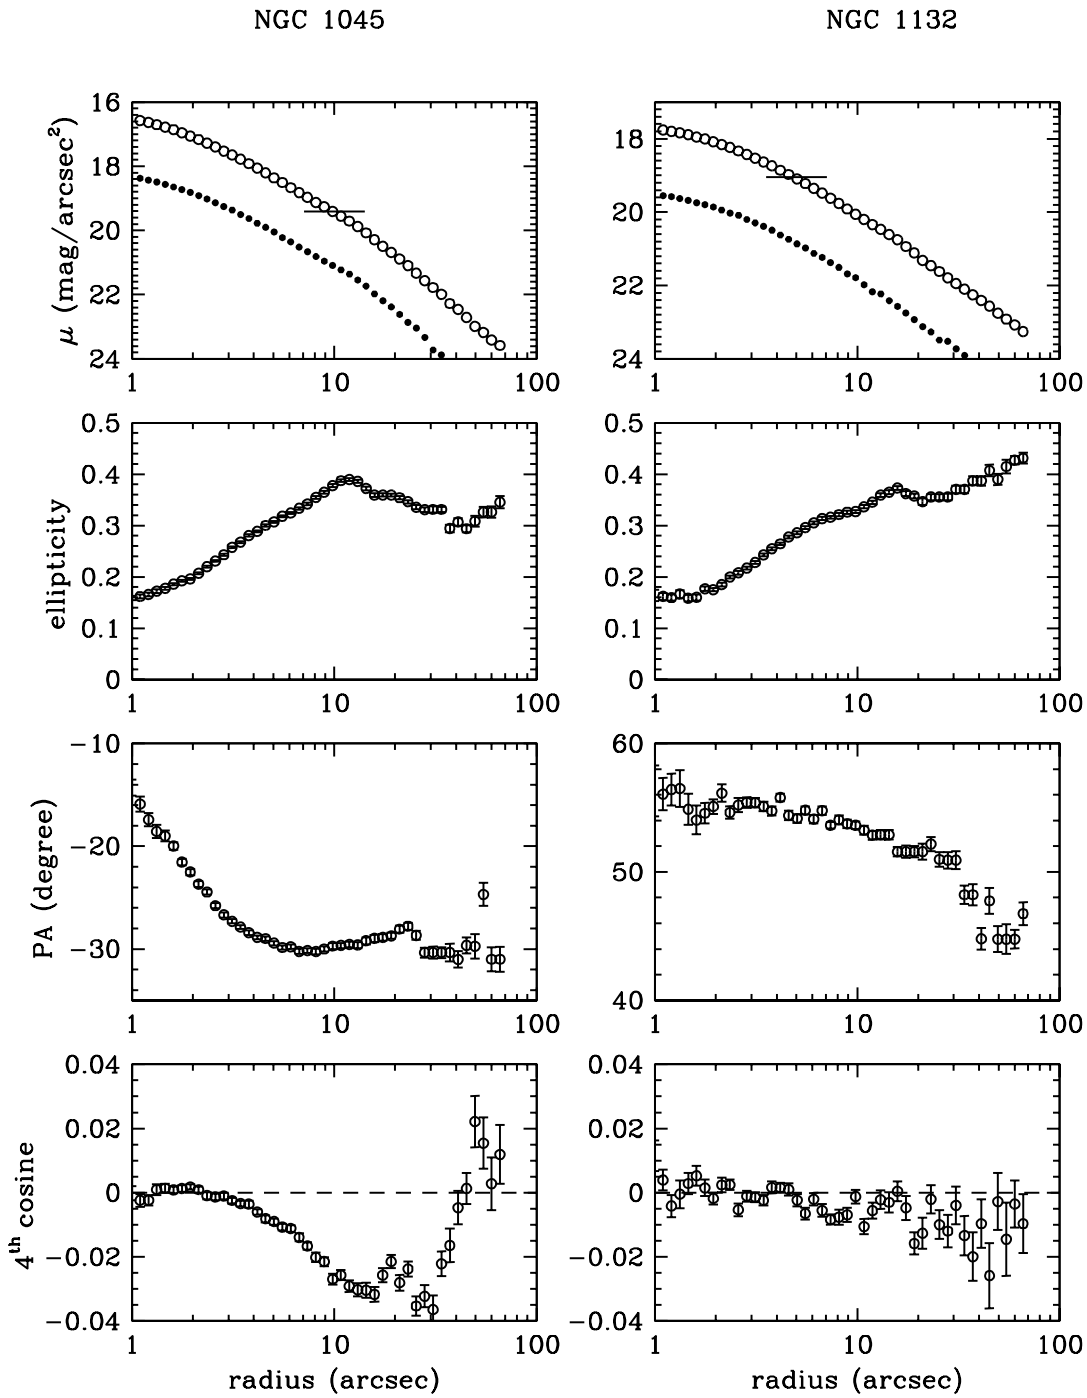 NGC 1045
NGC 1132
μ (mag/arcsec²)
16
18
20
22
24
1 10 100
18
20
22
24
1 10 100
ellipticity
0.5
0.4
0.3
0.2
0.1
0
1 10 100
0.5
0.4
0.3
0.2
0.1
0
1 10 100
PA (degree)
−10
−20
−30
1 10 100
60
50
40
1 10 100
4th cosine
0.04
0.02
0
−0.02
−0.04
1 10 100
radius (arcsec)
0.04
0.02
0
−0.02
−0.04
1 10 100
radius (arcsec)